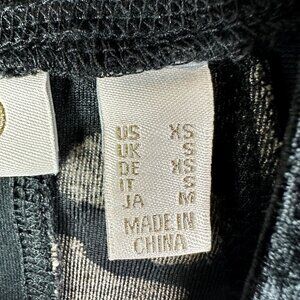 US XS
UK S
DE XS
IT S
JA M
MADE IN
CHINA